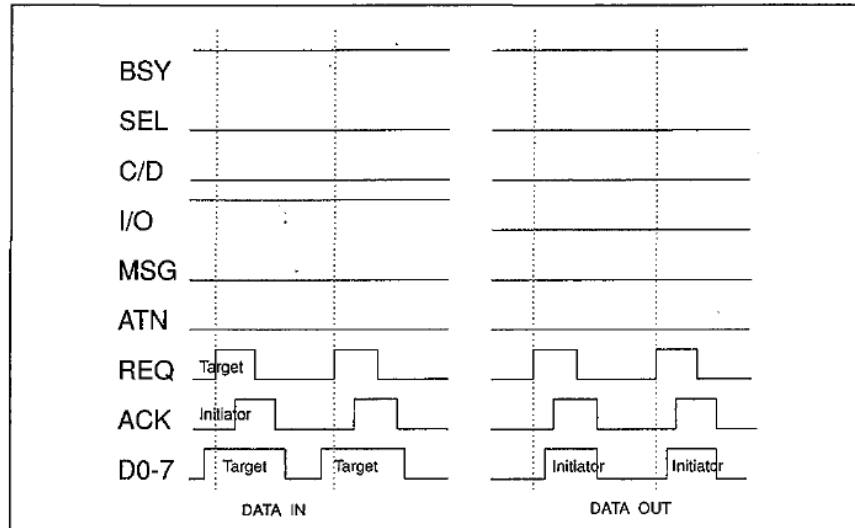 BSY
SEL
C/D
I/O
MSG
ATN
REQ Target
ACK Initiator
D0-7 Target Target Initiator Initiator
DATA IN DATA OUT